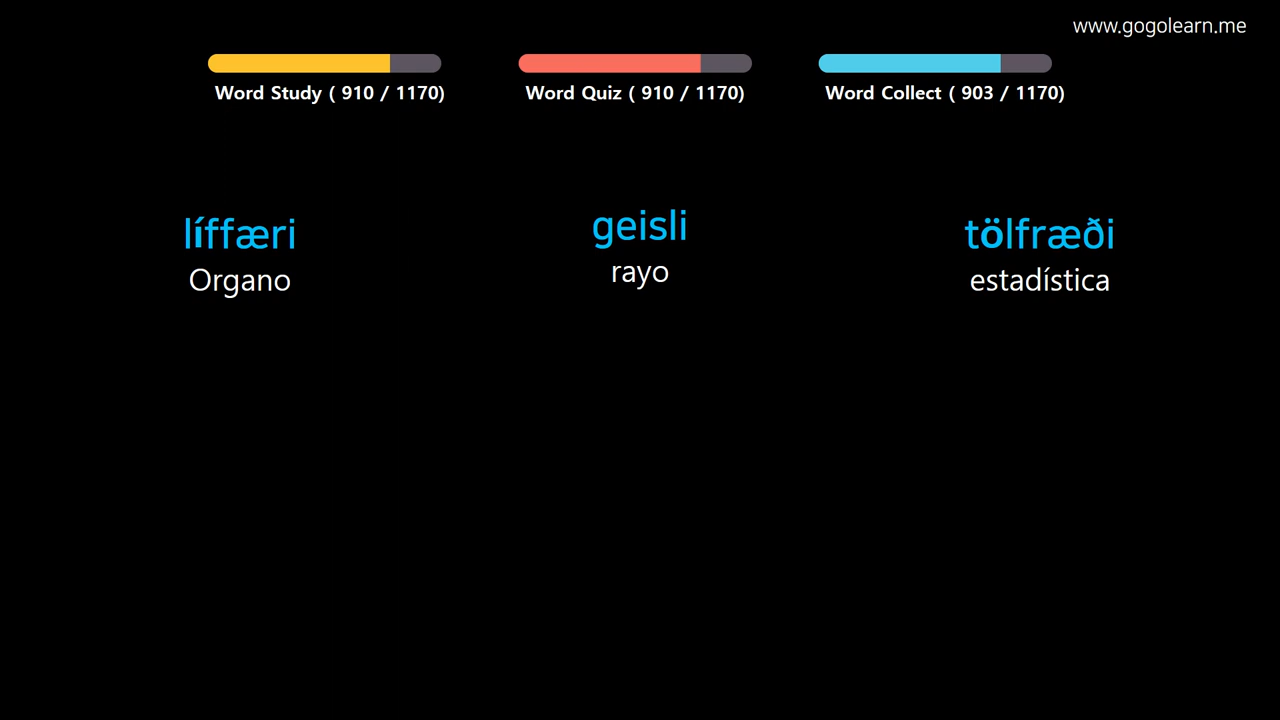 www.gogolearn.me
Word Study ( 910 / 1170)
Word Quiz ( 910 / 1170)
Word Collect ( 903 / 1170)
líffæri
Organo
geisli
rayo
tölfræði
estadística